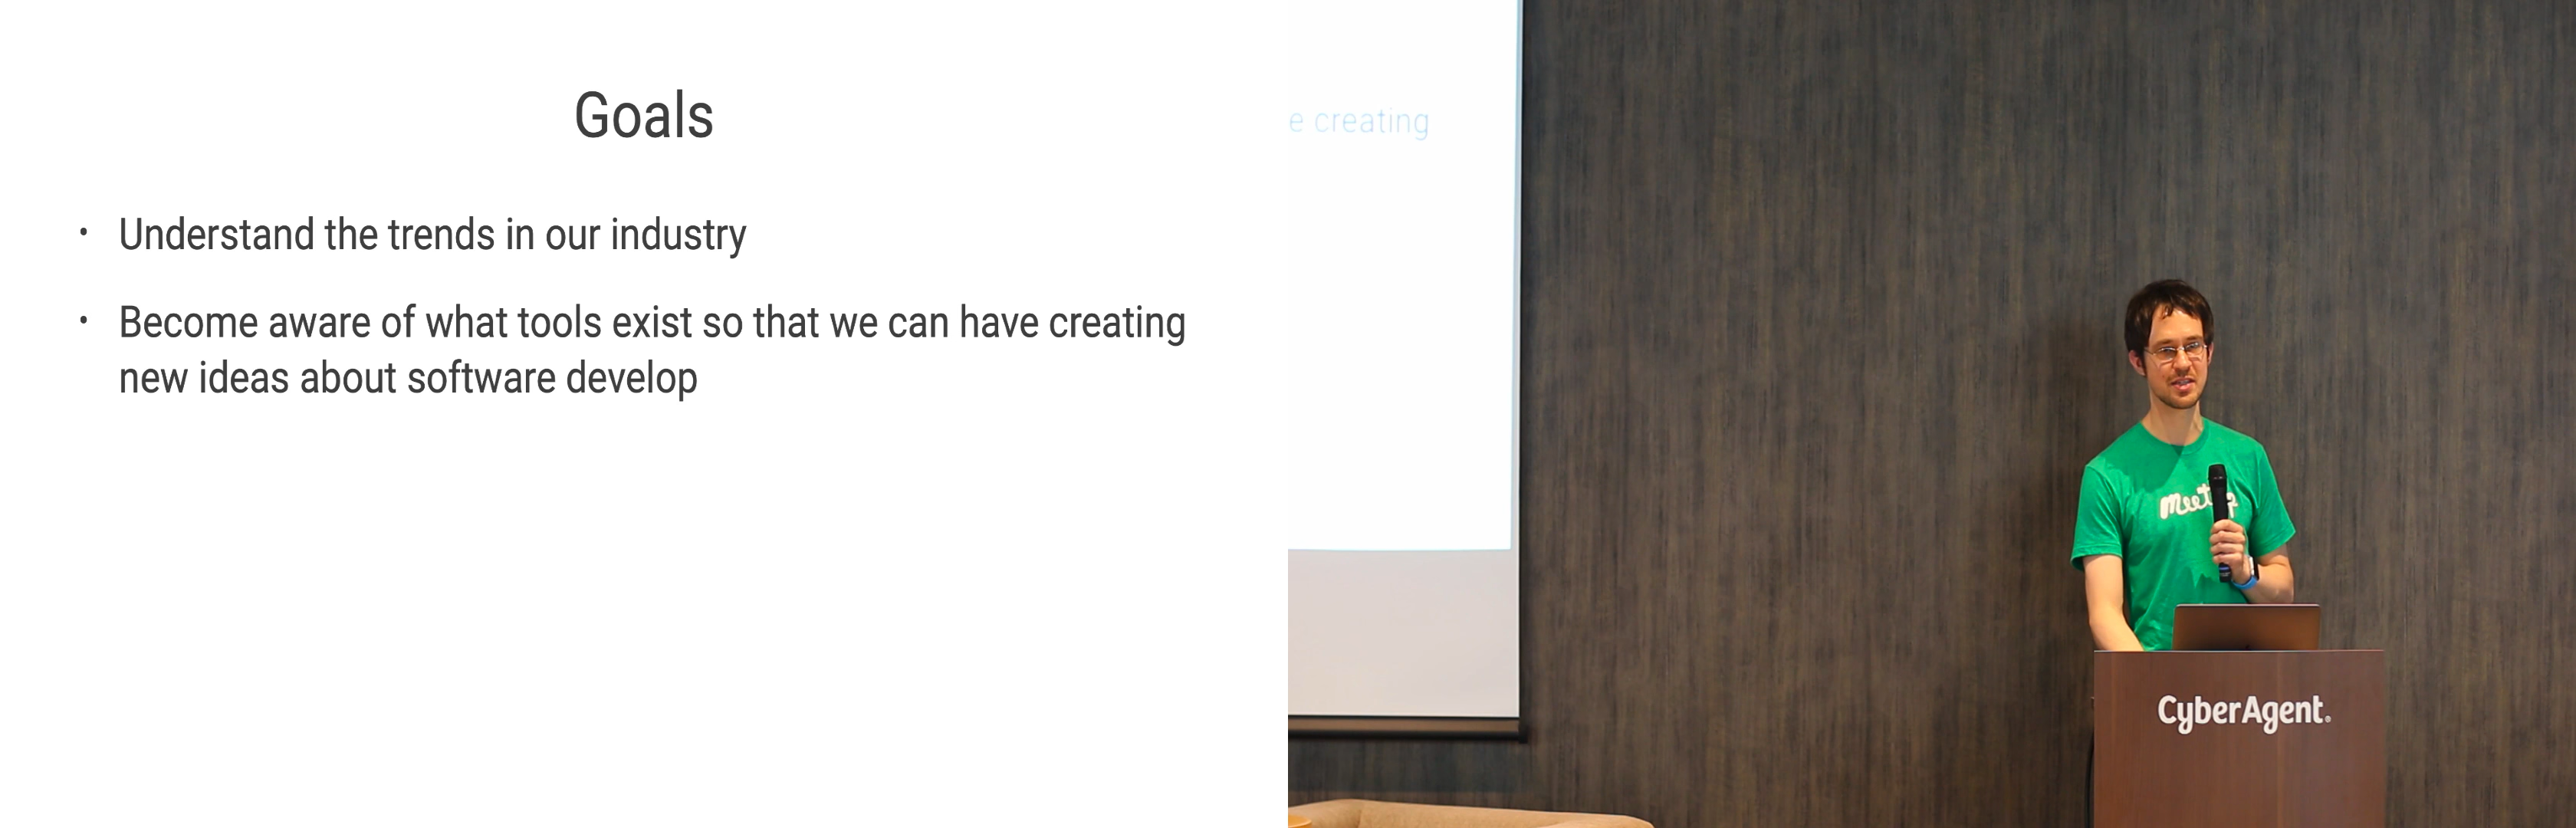 Goals
· Understand the trends in our industry
· Become aware of what tools exist so that we can have creating
new ideas about software develop
e creating
CyberAgent.